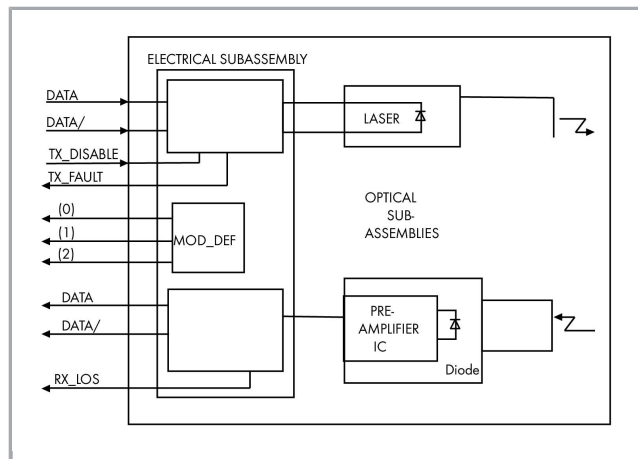 ELECTRICAL SUBASSEMBLY
DATA
DATA/
TX_DISABLE
TX_FAULT
LASER
(0)
(1)
(2)
MOD_DEF
OPTICAL
SUB-
ASSEMBLIES
DATA
DATA/
RX_LOS
PRE-
AMPLIFIER
IC
Diode